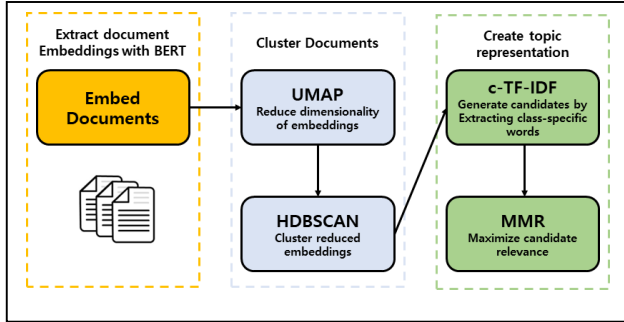 Extract document
Embeddings with BERT
Embed
Documents
Cluster Documents
UMAP
Reduce dimensionality
of embeddings
HDBSCAN
Cluster reduced
embeddings
Create topic
representation
c-TF-IDF
Generate candidates by
Extracting class-specific
words
MMR
Maximize candidate
relevance